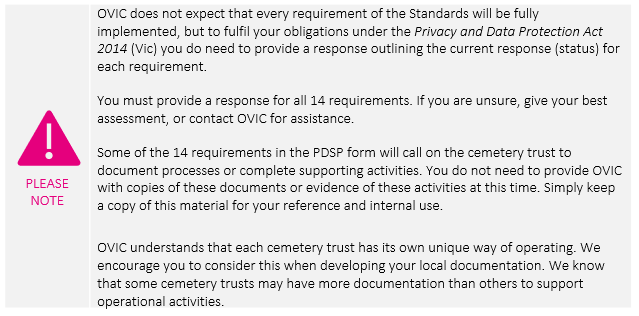 OVIC does not expect that every requirement of the Standards will be fully
implemented, but to fulfil your obligations under the Privacy and Data Protection Act
2014 (Vic) you do need to provide a response outlining the current response (status) for
each requirement.
You must provide a response for all 14 requirements. If you are unsure, give your best
assessment, or contact OVIC for assistance.
Some of the 14 requirements in the PDSP form will call on the cemetery trust to
document processes or complete supporting activities. You do not need to provide OVIC
with copies of these documents or evidence of these activities at this time. Simply keep
a copy of this material for your reference and internal use.
OVIC understands that each cemetery trust has its own unique way of operating. We
encourage you to consider this when developing your local documentation. We know
that some cemetery trusts may have more documentation than others to support
operational activities.
!
PLEASE
NOTE